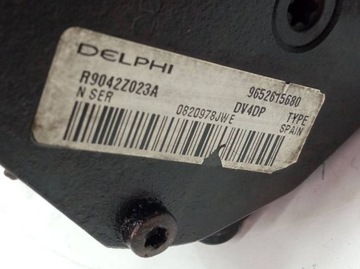 DELPHI
R9042Z023A
9652615680
N SER
DV4DP
TYPE
0820978JWE
SPAIN